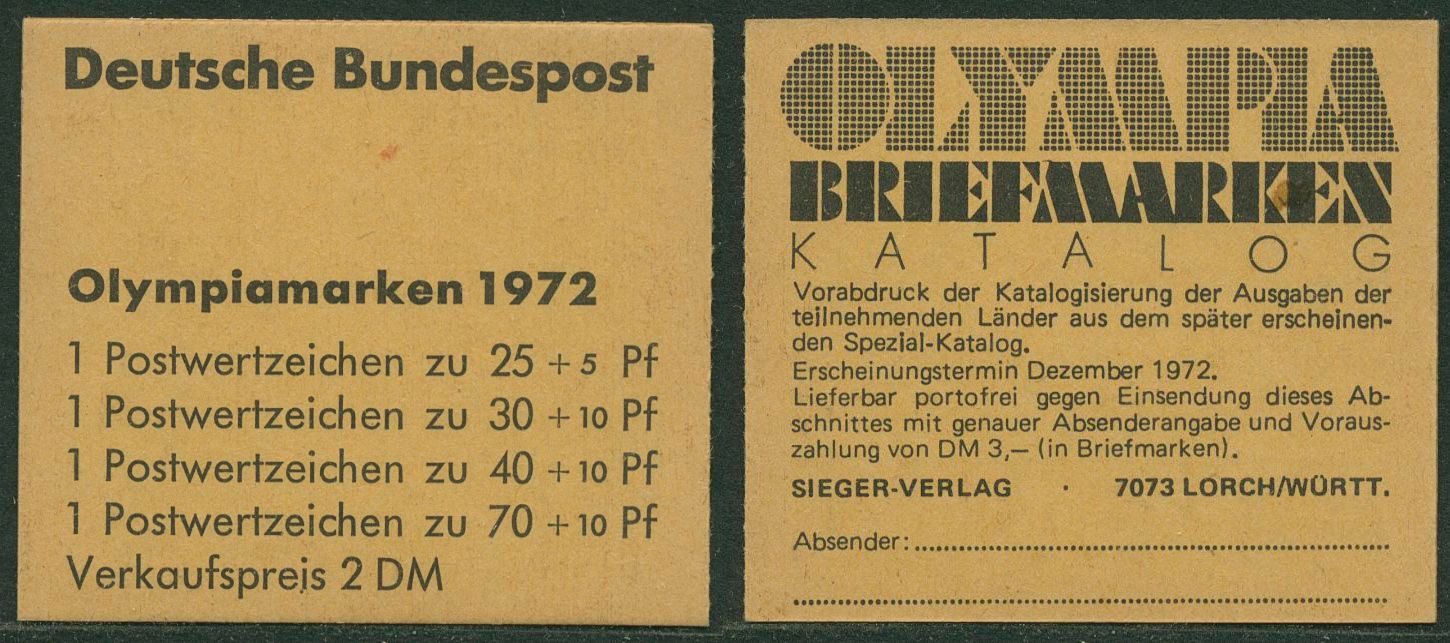 Deutsche Bundespost
Olympiamarken 1972
1 Postwertzeichen zu 25 + 5 Pf
1 Postwertzeichen zu 30 + 10 Pf
1 Postwertzeichen zu 40 + 10 Pf
1 Postwertzeichen zu 70 + 10 Pf
Verkaufspreis 2 DM
OLYMPIA
BRIEFMARKEN
KATALOG
Vorabdruck der Katalogisierung der Ausgaben der
teilnehmenden Länder aus dem später erscheinen-
den Spezial-Katalog.
Erscheinungstermin Dezember 1972.
Lieferbar portofrei gegen Einsendung dieses Ab-
schnittes mit genauer Absenderangabe und Voraus-
zahlung von DM 3,— (in Briefmarken).
SIEGER-VERLAG · 7073 LORCH/WÜRTT.
Absender: